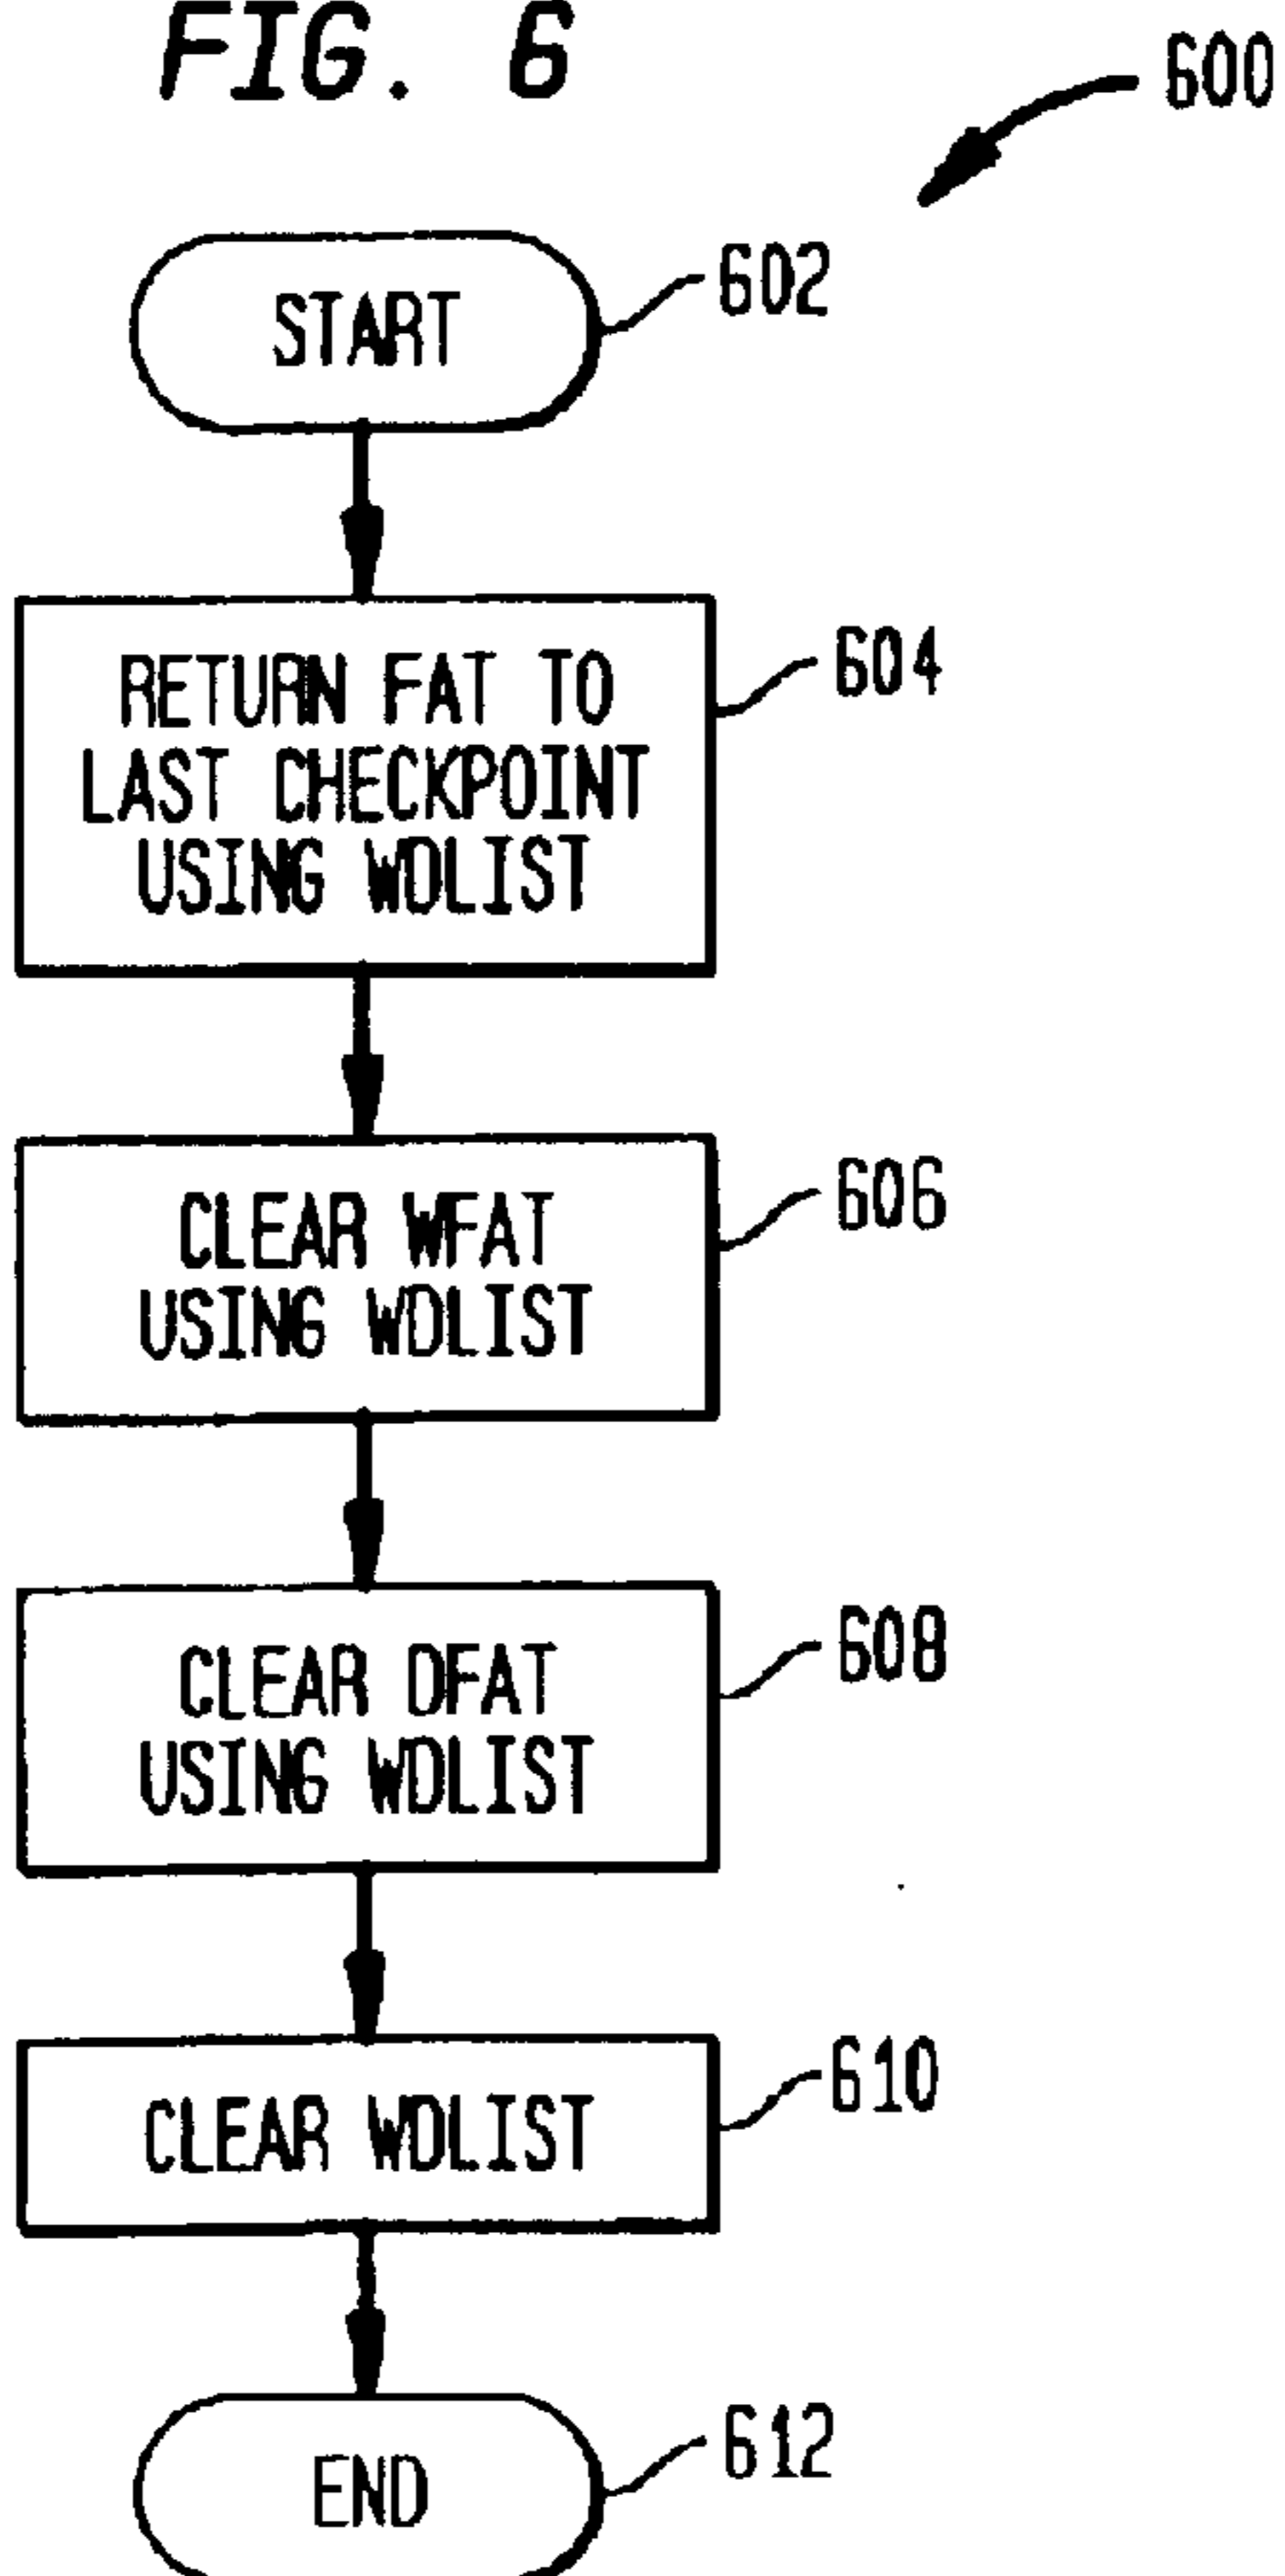 FIG. 6
600
START
602
RETURN FAT TO
LAST CHECKPOINT
USING WDLIST
604
CLEAR WFAT
USING WDLIST
606
CLEAR DFAT
USING WDLIST
608
CLEAR WDLIST
610
END
612